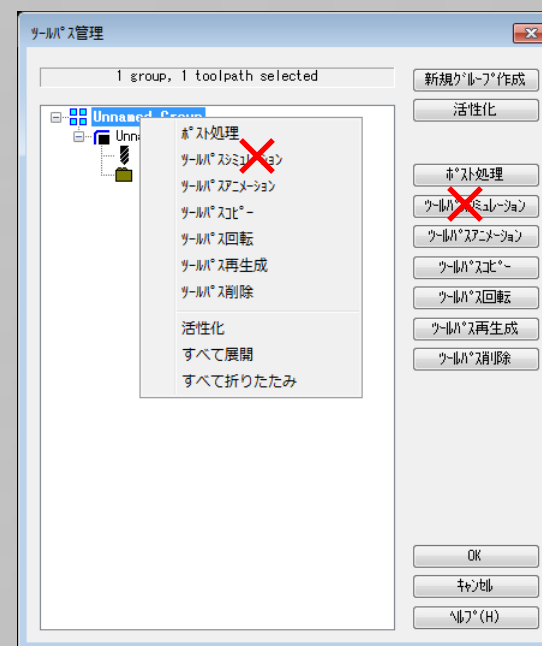 ﾂｰﾙﾊﾟｽ管理
1 group, 1 toolpath selected
新規ｸﾞﾙｰﾌﾟ作成
活性化
Unnamed Group
ﾎﾟｽﾄ処理
ﾂｰﾙﾊﾟｽｼﾐｭﾚｰｼｮﾝ
ﾂｰﾙﾊﾟｽｱﾆﾒｰｼｮﾝ
ﾂｰﾙﾊﾟｽｺﾋﾟｰ
ﾂｰﾙﾊﾟｽ回転
ﾂｰﾙﾊﾟｽ再生成
ﾂｰﾙﾊﾟｽ削除
活性化
すべて展開
すべて折りたたみ
ﾎﾟｽﾄ処理
ﾂｰﾙﾊﾟｽｼﾐｭﾚｰｼｮﾝ
ﾂｰﾙﾊﾟｽｱﾆﾒｰｼｮﾝ
ﾂｰﾙﾊﾟｽｺﾋﾟｰ
ﾂｰﾙﾊﾟｽ回転
ﾂｰﾙﾊﾟｽ再生成
ﾂｰﾙﾊﾟｽ削除
OK
ｷｬﾝｾﾙ
ﾍﾙﾌﾟ(H)